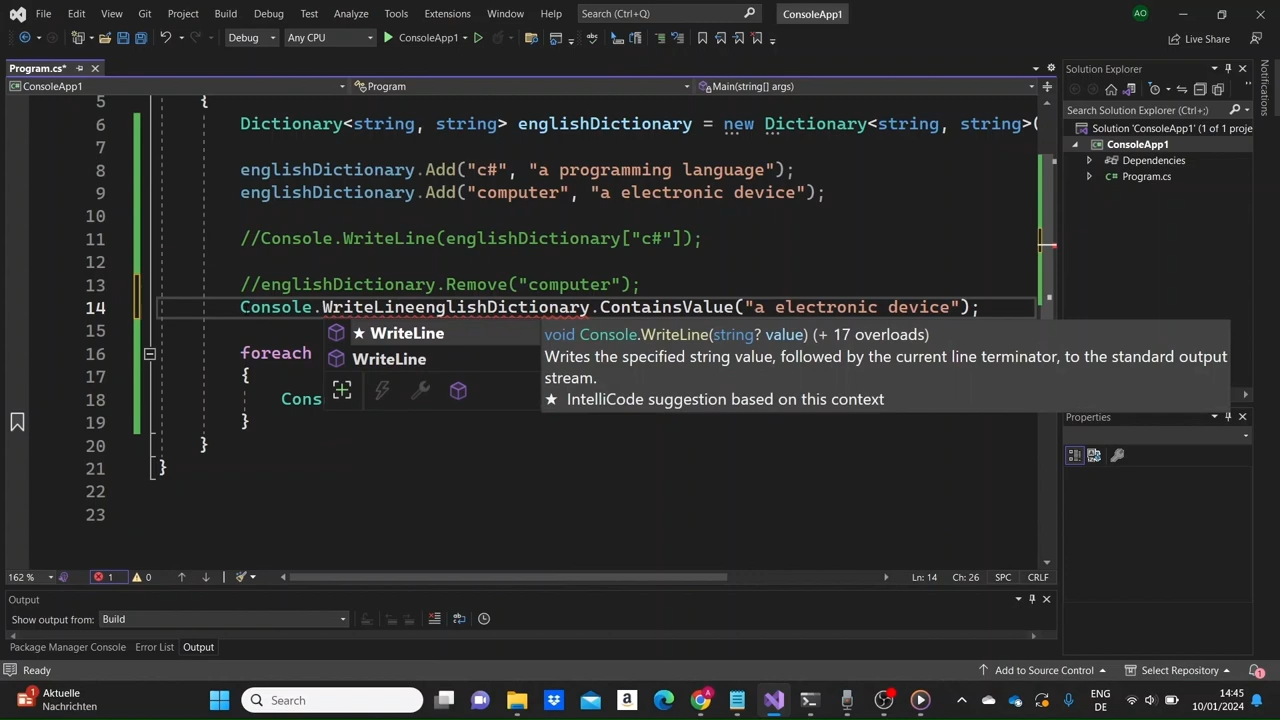 File Edit View Git Project Build Debug Test Analyze Tools Extensions Window Help Search (Ctrl+Q) ConsoleApp1 AO
Debug Any CPU ConsoleApp1 Live Share
Program.cs* Solution Explorer
ConsoleApp1 Program Main(string[] args)
Search Solution Explorer (Ctrl+;)
Solution 'ConsoleApp1' (1 of 1 proje
ConsoleApp1
Dependencies
Program.cs
Notifications
5 {
6 Dictionary<string, string> englishDictionary = new Dictionary<string, string>(
7
8 englishDictionary.Add("c#", "a programming language");
9 englishDictionary.Add("computer", "a electronic device");
10
11 //Console.WriteLine(englishDictionary["c#"]);
12
13 //englishDictionary.Remove("computer");
14 Console.WriteLineenglishDictionary.ContainsValue("a electronic device");
15
16 foreach
17 {
18 Cons
19 }
20 }
21 }
22
23
★ WriteLine
WriteLine
void Console.WriteLine(string? value) (+ 17 overloads)
Writes the specified string value, followed by the current line terminator, to the standard output
stream.
★ IntelliCode suggestion based on this context
Properties
162 % 1 0 Ln: 14 Ch: 26 SPC CRLF
Output
Show output from: Build
Package Manager Console Error List Output
Ready Add to Source Control Select Repository 1
1 Aktuelle
Nachrichten
Search
ENG
DE
14:45
10/01/2024